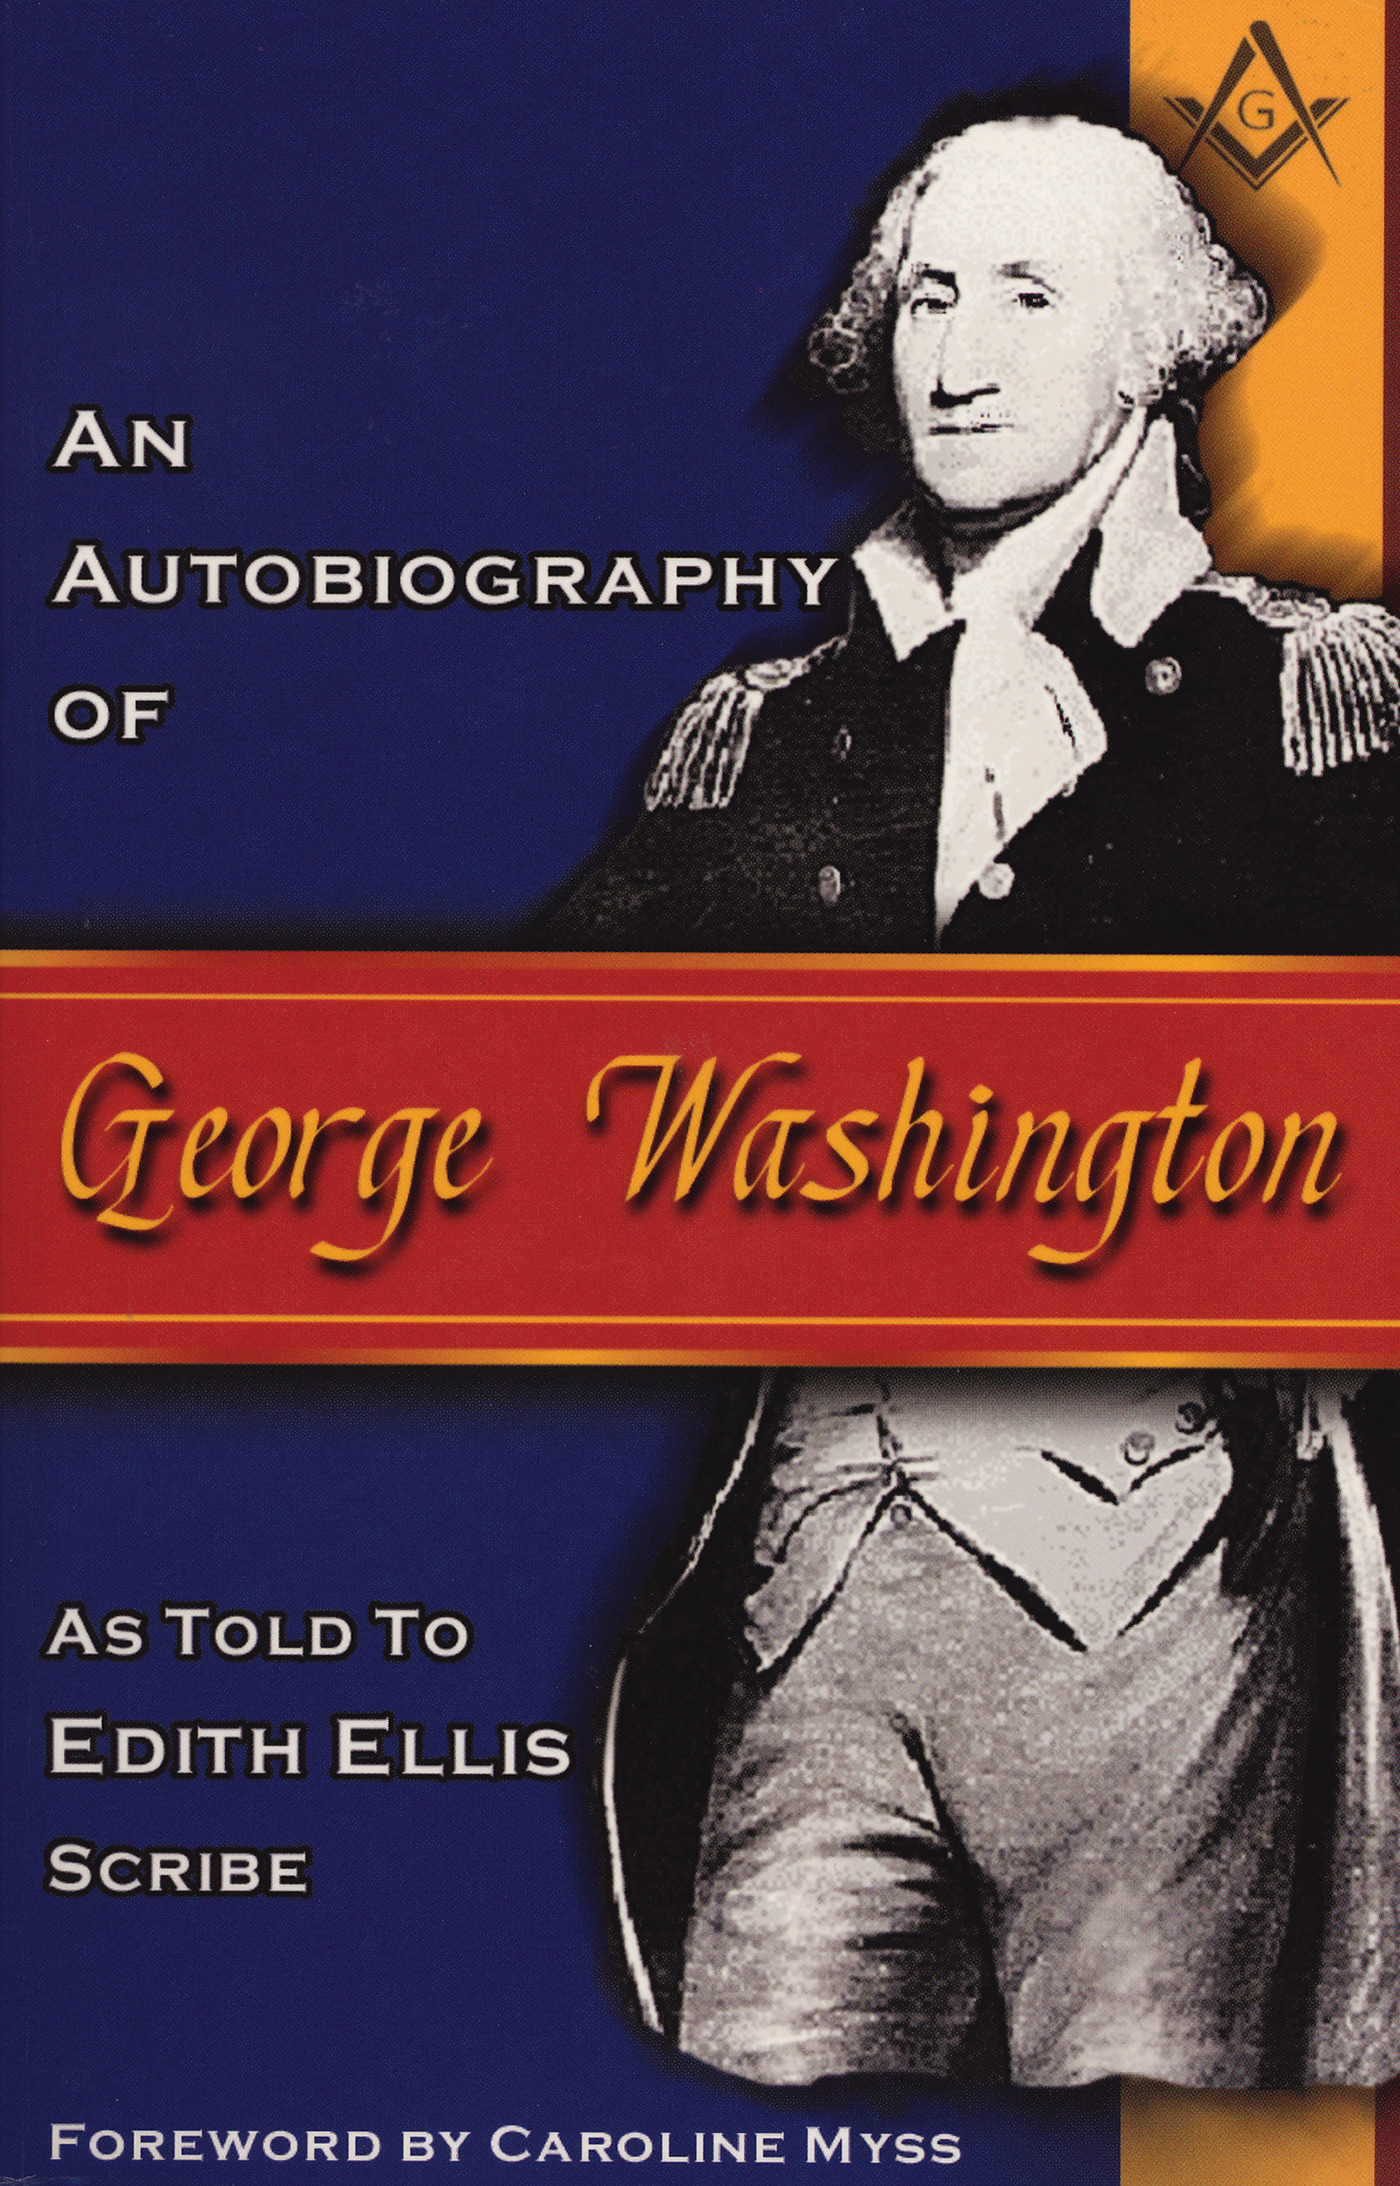 G
An
Autobiography
of
George Washington
As Told To
Edith Ellis
Scribe
Foreword by Caroline Myss